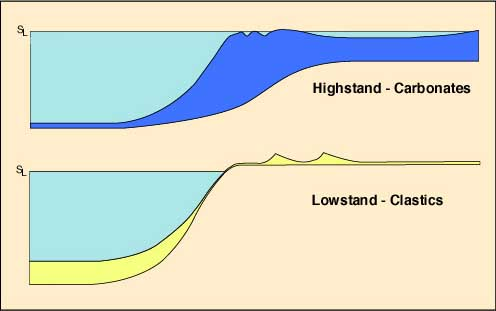 SL
Highstand - Carbonates
SL
Lowstand - Clastics